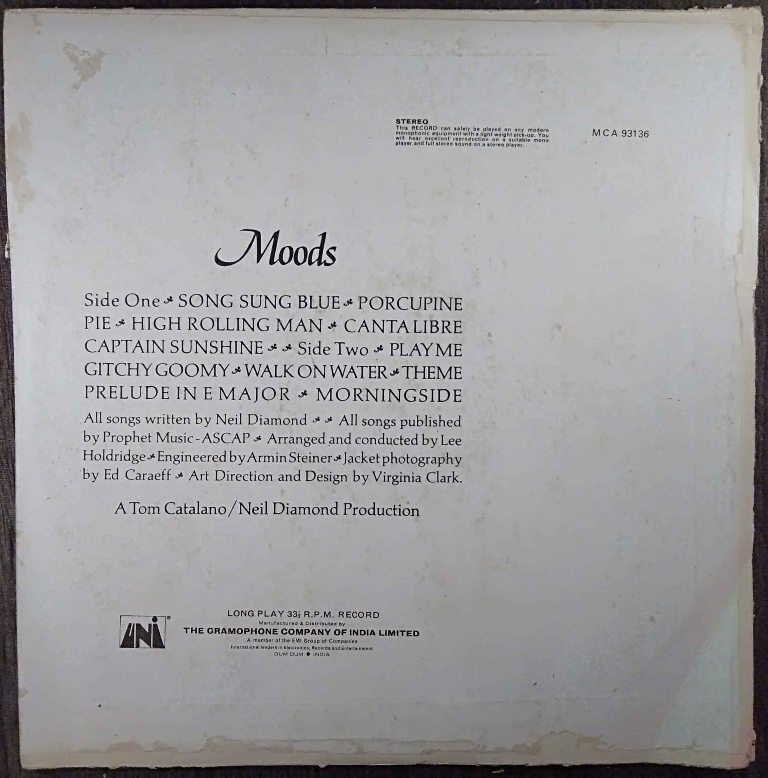 STEREO
This RECORD can safely be played on any modern
monophonic equipment with a light weight pick-up. You
will hear excellent reproduction on a suitable mono
player and full stereo sound on a stereo player.
MCA 93136
Moods
Side One SONG SUNG BLUE PORCUPINE
PIE HIGH ROLLING MAN CANTA LIBRE
CAPTAIN SUNSHINE Side Two PLAY ME
GITCHY GOOMY WALK ON WATER THEME
PRELUDE IN E MAJOR MORNINGSIDE
All songs written by Neil Diamond All songs published
by Prophet Music-ASCAP Arranged and conducted by Lee
Holdridge Engineered by Armin Steiner Jacket photography
by Ed Caraeff Art Direction and Design by Virginia Clark.
A Tom Catalano/Neil Diamond Production
UNI®
LONG PLAY 33⅓ R.P.M. RECORD
Manufactured & Distributed by
THE GRAMOPHONE COMPANY OF INDIA LIMITED
A member of the EMI Group of Companies
International leaders in Electronics, Records and Entertainment
DUM DUM ● INDIA